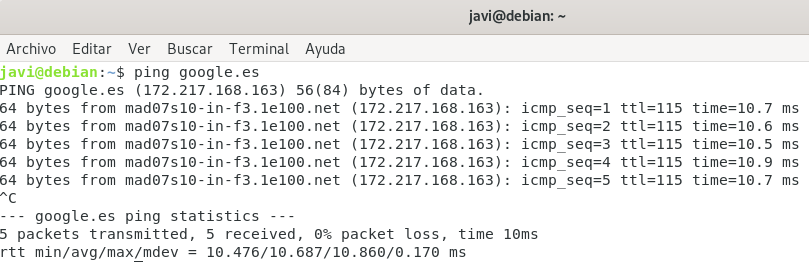 javi@debian: ~
Archivo Editar Ver Buscar Terminal Ayuda
javi@debian:~$ ping google.es
PING google.es (172.217.168.163) 56(84) bytes of data.
64 bytes from mad07s10-in-f3.1e100.net (172.217.168.163): icmp_seq=1 ttl=115 time=10.7 ms
64 bytes from mad07s10-in-f3.1e100.net (172.217.168.163): icmp_seq=2 ttl=115 time=10.6 ms
64 bytes from mad07s10-in-f3.1e100.net (172.217.168.163): icmp_seq=3 ttl=115 time=10.5 ms
64 bytes from mad07s10-in-f3.1e100.net (172.217.168.163): icmp_seq=4 ttl=115 time=10.9 ms
64 bytes from mad07s10-in-f3.1e100.net (172.217.168.163): icmp_seq=5 ttl=115 time=10.7 ms
^C
--- google.es ping statistics ---
5 packets transmitted, 5 received, 0% packet loss, time 10ms
rtt min/avg/max/mdev = 10.476/10.687/10.860/0.170 ms